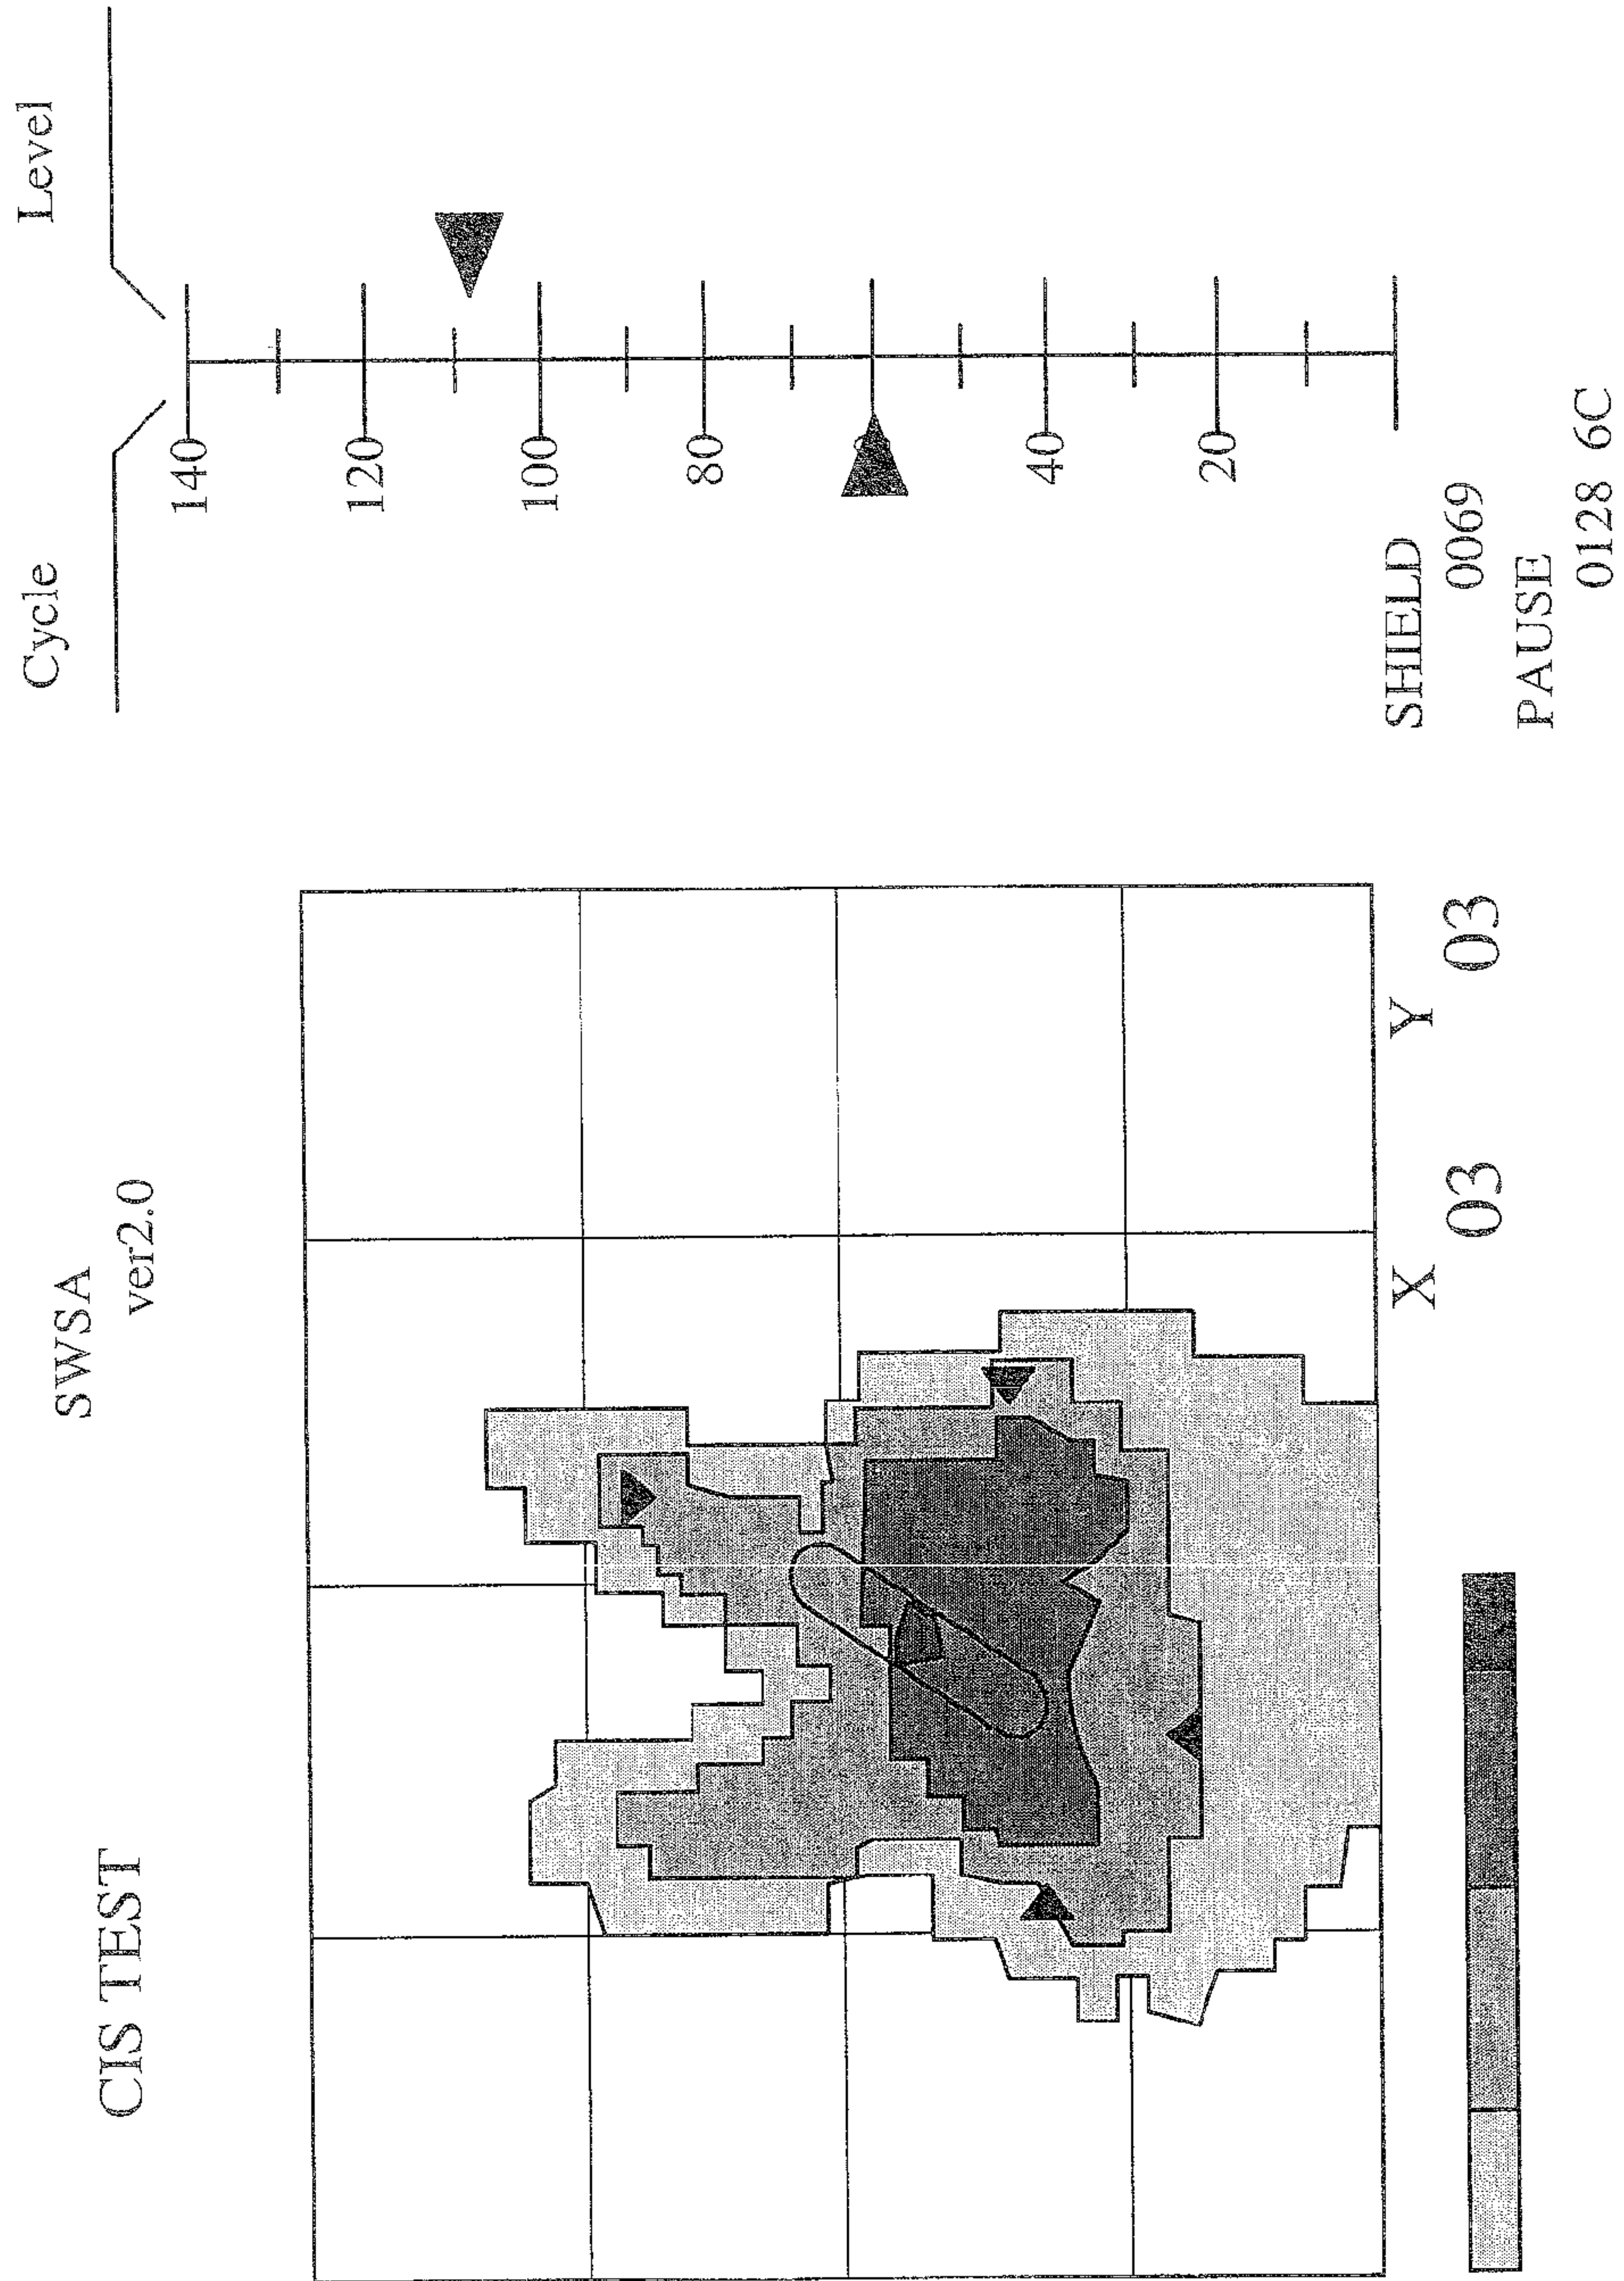 CIS TEST
SWSA
ver2.0
Cycle
Level
140
120
100
80
40
20
X
Y
03
03
SHIELD
0069
PAUSE
0128 6C